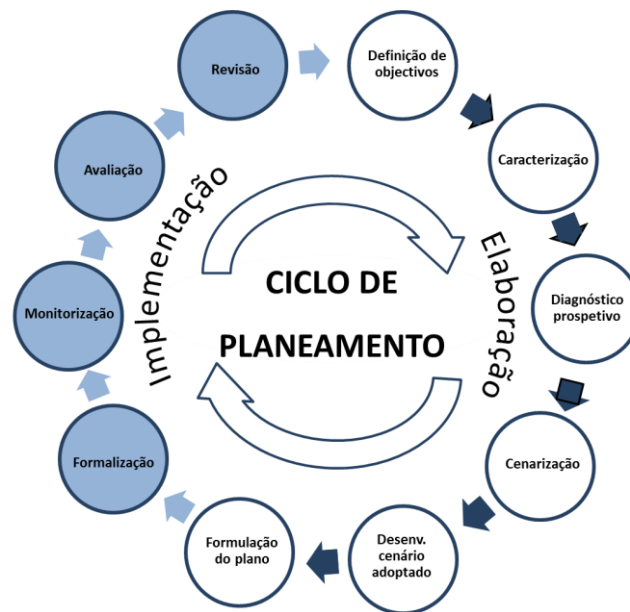 Definição de
objectivos
Caracterização
Diagnóstico
prospetivo
Cenarização
Desenv.
cenário
adoptado
Formulação
do plano
Formalização
Monitorização
Avaliação
Revisão
Implementação
Elaboração
CICLO DE
PLANEAMENTO